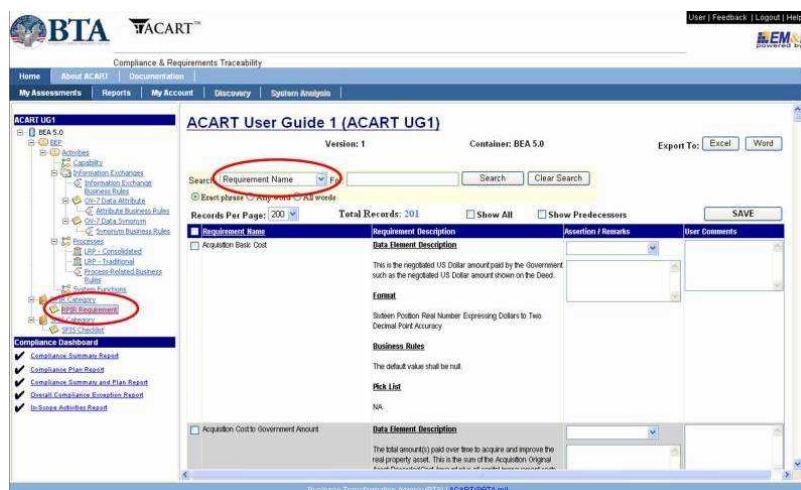 User | Feedback | Logout | Help
BTA
ACART™
EM&
powered by
Compliance & Requirements Traceability
Home | About ACART | Documentation
My Assessments | Reports | My Account | Discovery | System Analysis
ACART UG1
BEA 5.0
BEP
Activities
Capability
Information Exchanges
Information Exchange Business Rules
OV-7 Data Attribute
Attribute Business Rules
OV-7 Data Synonym
Synonym Business Rules
Processes
LRP - Consolidated
LRP - Traditional
Process-Related Business Rules
System Functions
RPIR Category
RPIR Requirement
Category
SFIS Checklist
Compliance Dashboard
Compliance Summary Report
Compliance Plan Report
Compliance Summary and Plan Report
Overall Compliance Exception Report
In-Scope Activities Report
ACART User Guide 1 (ACART UG1)
Version: 1 Container: BEA 5.0 Export To: Excel Word
Search Requirement Name For Search Clear Search
Exact phrase Any word All words
Records Per Page: 200 Total Records: 201 Show All Show Predecessors SAVE
Requirement Name Requirement Description Assertion / Remarks User Comments
Acquisition Basic Cost
Data Element Description
This is the negotiated US Dollar amount paid by the Government
such as the negotiated US Dollar amount shown on the Deed.
Format
Sixteen Position Real Number Expressing Dollars to Two
Decimal Point Accuracy.
Business Rules
The default value shall be null.
Pick List
NA.
Acquisition Cost to Government Amount
Data Element Description
The total amount(s) paid over time to acquire and improve the
real property asset. This is the sum of the Acquisition Original